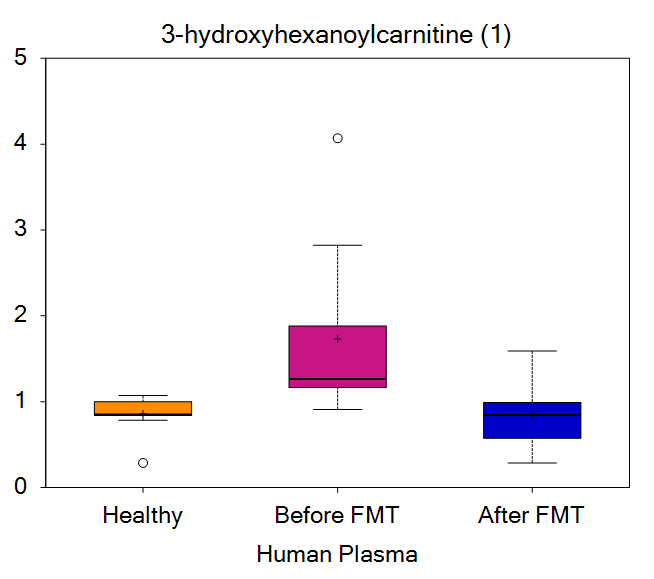 3-hydroxyhexanoylcarnitine (1)
5
4
3
2
1
0
Healthy Before FMT After FMT
Human Plasma